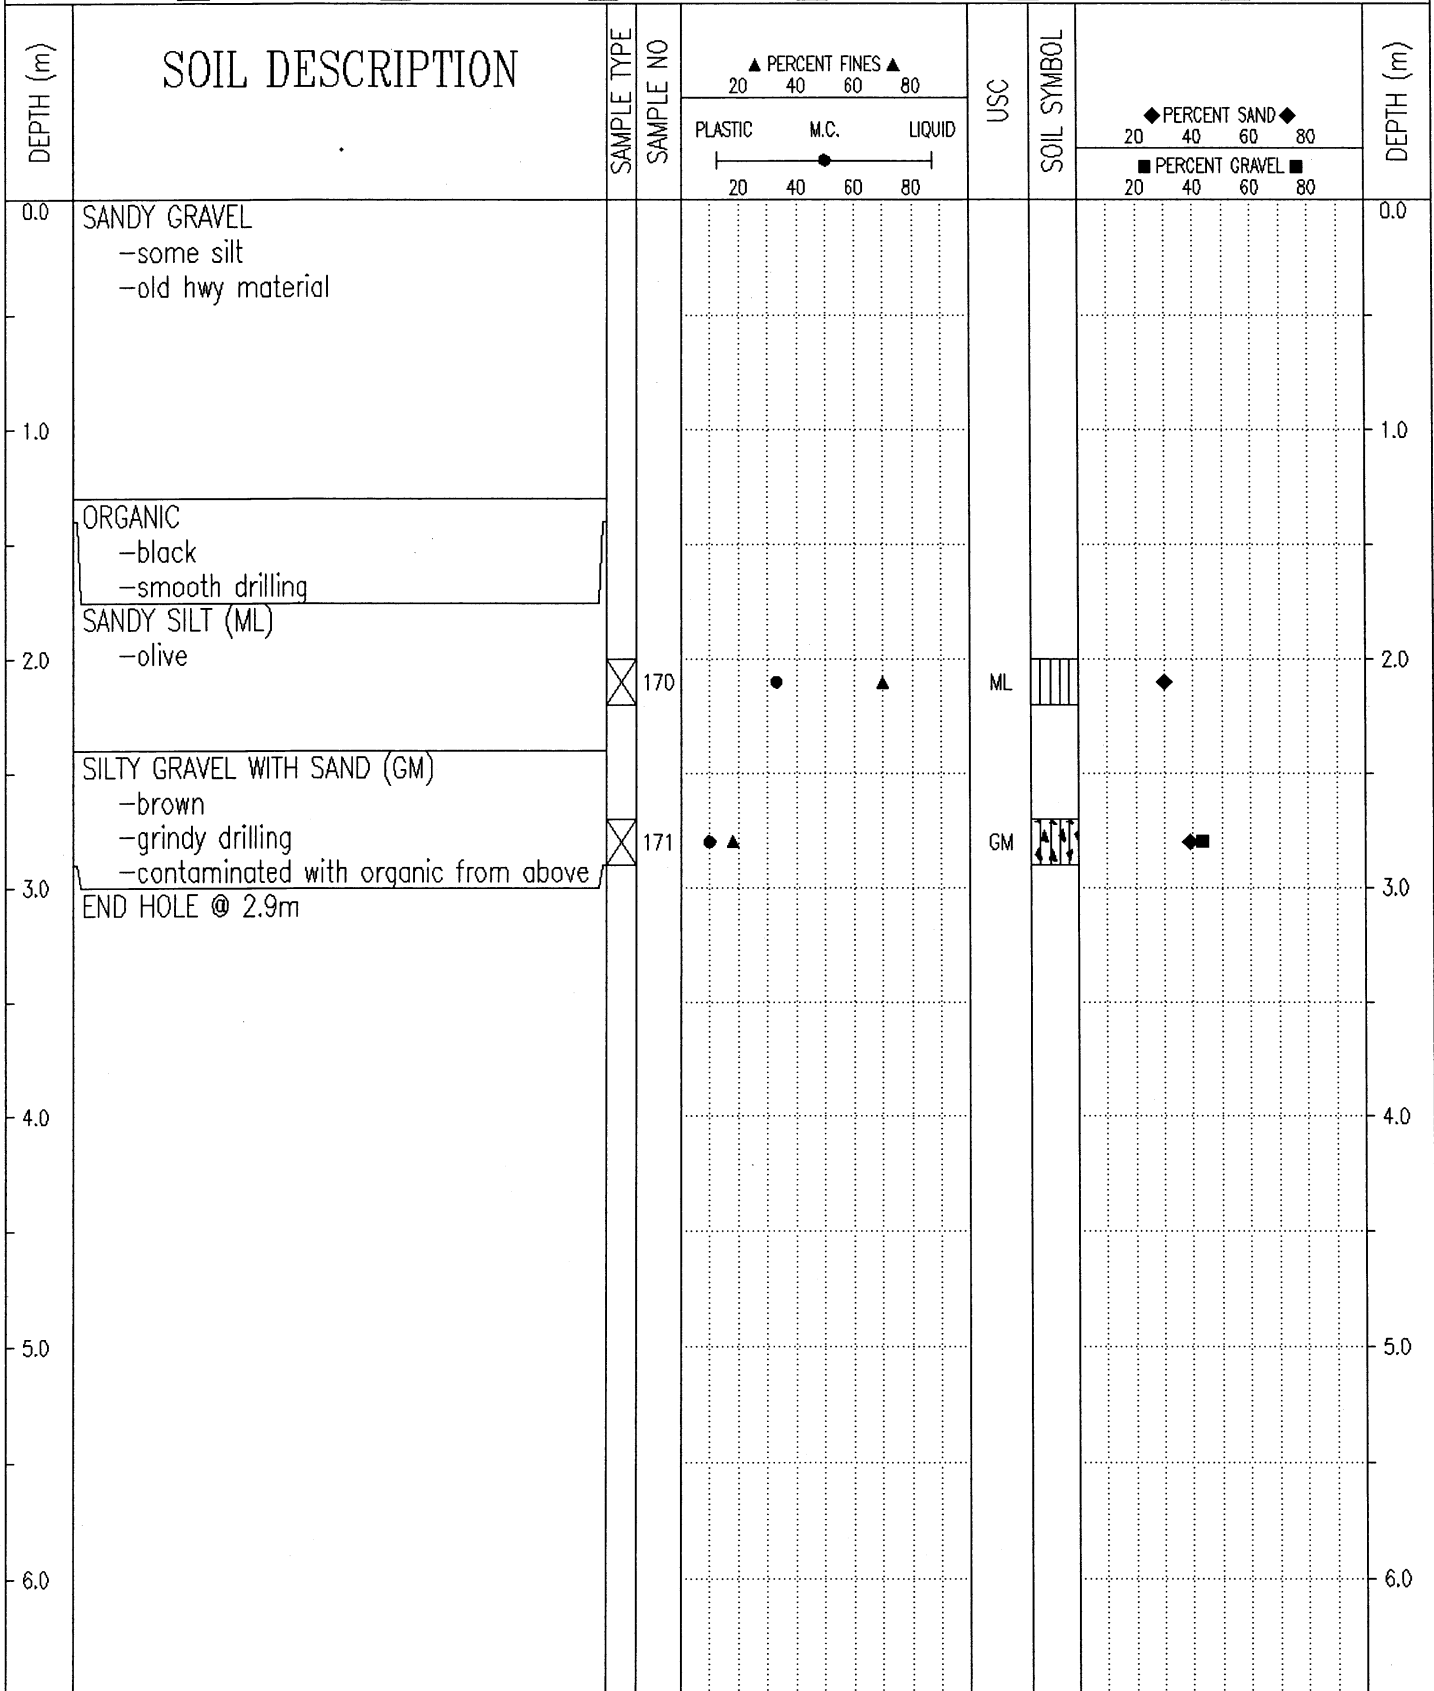 DEPTH (m)
SOIL DESCRIPTION
SAMPLE TYPE
SAMPLE NO
▲ PERCENT FINES ▲
20 40 60 80
PLASTIC M.C. LIQUID
20 40 60 80
USC
SOIL SYMBOL
◆PERCENT SAND◆
20 40 60 80
■PERCENT GRAVEL■
20 40 60 80
DEPTH (m)
0.0 SANDY GRAVEL 0.0
-some silt
-old hwy material
1.0 1.0
ORGANIC
-black
-smooth drilling
SANDY SILT (ML)
2.0 -olive 2.0
170 ML
SILTY GRAVEL WITH SAND (GM)
-brown
-grindy drilling 171 GM
-contaminated with organic from above
3.0 3.0
END HOLE @ 2.9m
4.0 4.0
5.0 5.0
6.0 6.0